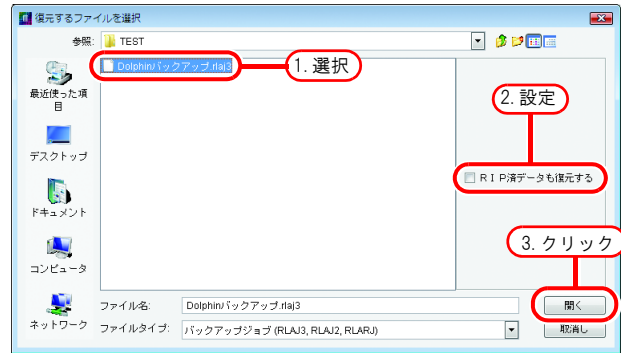 復元するファイルを選択
参照: TEST
Dolphinバックアップ.rlaj3
1. 選択
最近使った項目
デスクトップ
ドキュメント
コンピュータ
ネットワーク
2. 設定
ＲＩＰ済データも復元する
3. クリック
ファイル名: Dolphinバックアップ.rlaj3
開く
ファイルタイプ: バックアップジョブ (RLAJ3, RLAJ2, RLARJ)
取消し